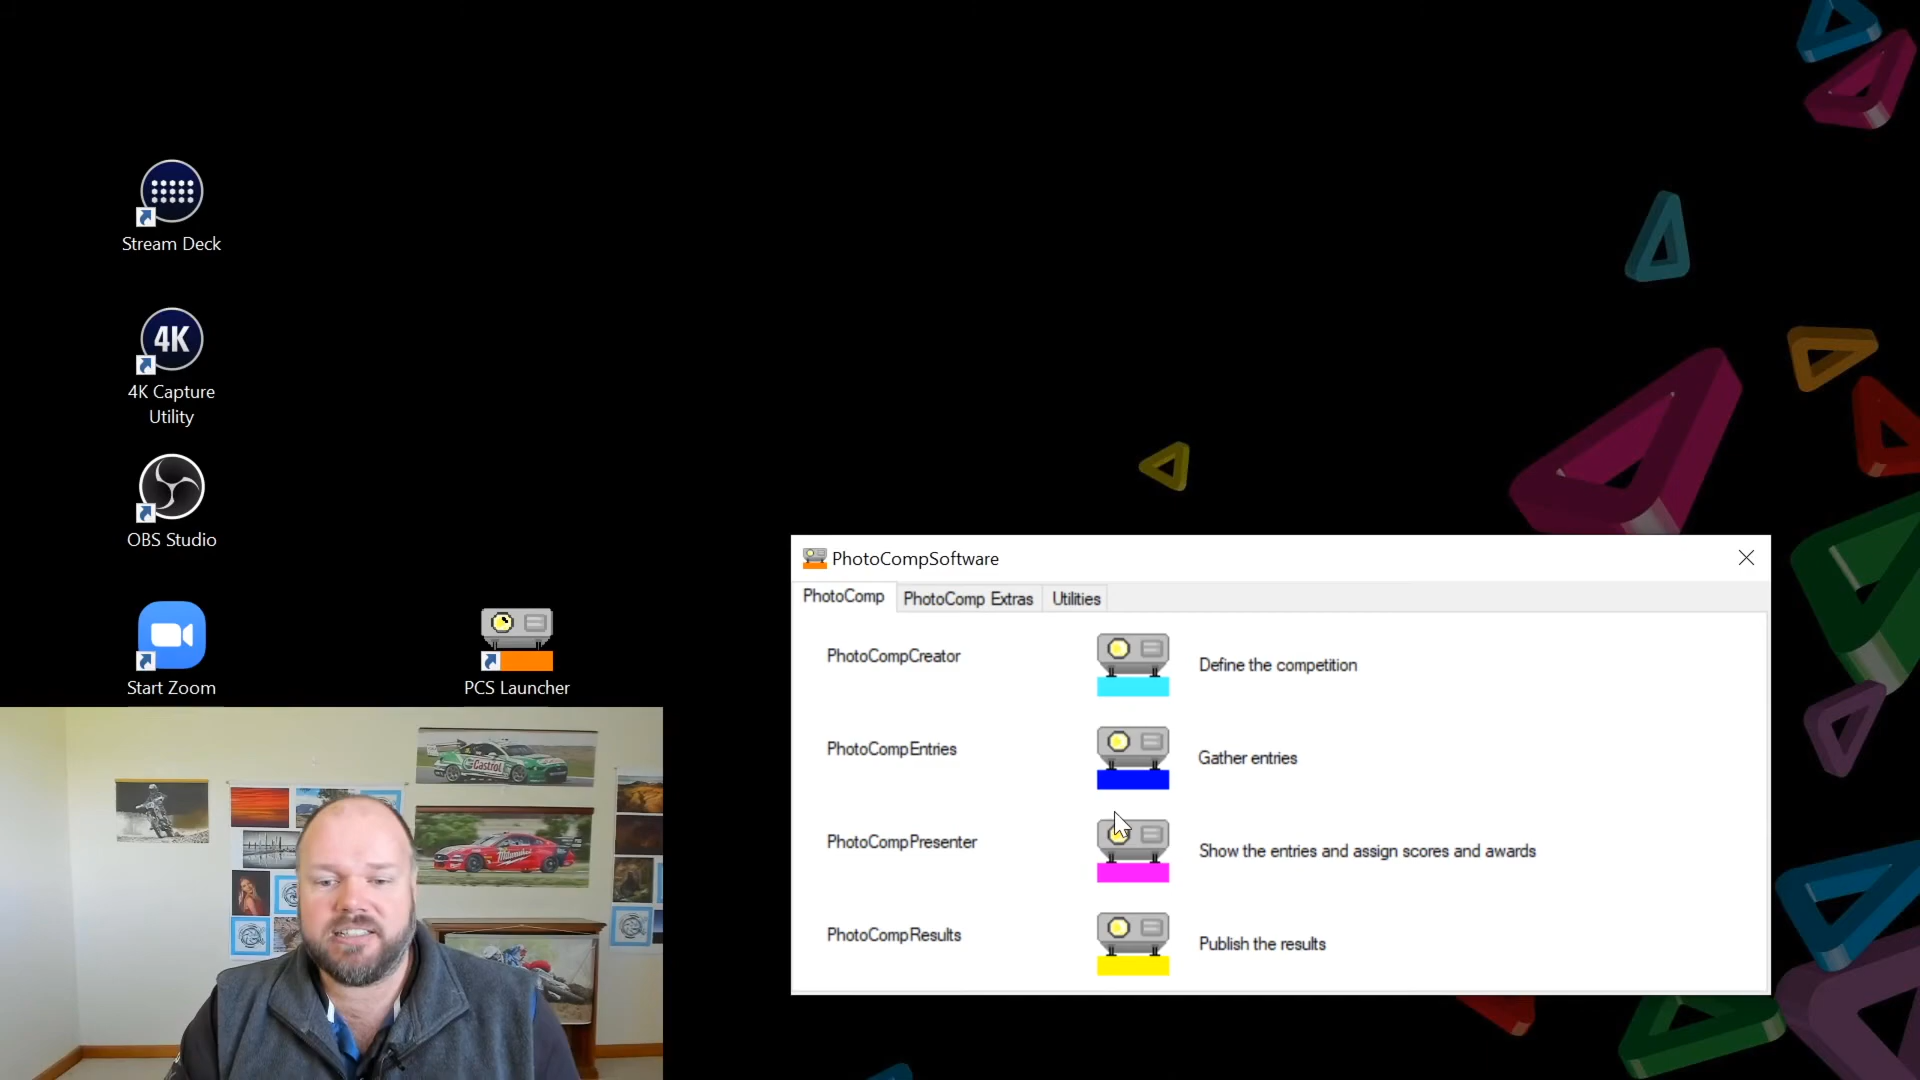 Stream Deck
4K
4K Capture
Utility
OBS Studio
Start Zoom
PCS Launcher
PhotoCompSoftware
PhotoComp
PhotoComp Extras
Utilities
PhotoCompCreator
Define the competition
PhotoCompEntries
Gather entries
PhotoCompPresenter
Show the entries and assign scores and awards
PhotoCompResults
Publish the results
Castrol
Milwaukee